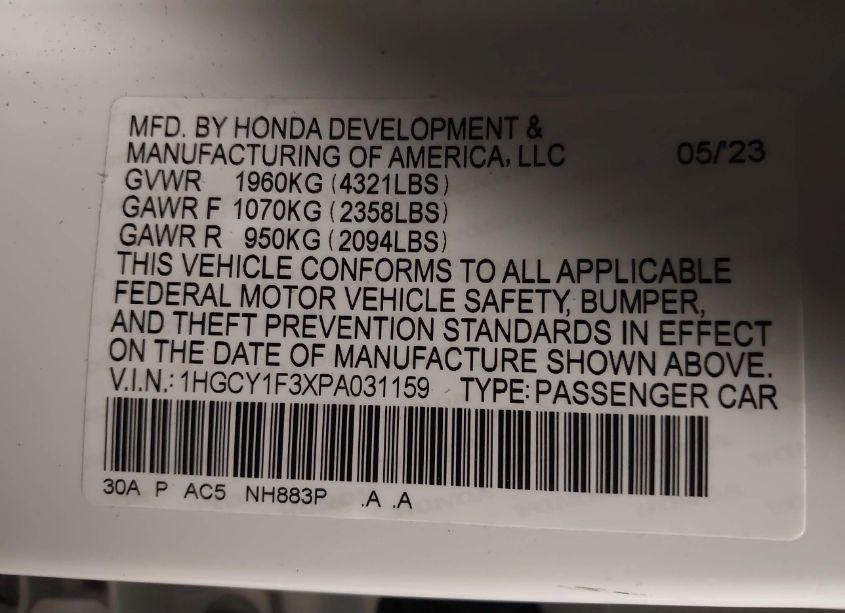 MFD. BY HONDA DEVELOPMENT &
MANUFACTURING OF AMERICA, LLC 05/'23
GVWR 1960KG (4321LBS)
GAWR F 1070KG (2358LBS)
GAWR R 950KG (2094LBS)
THIS VEHICLE CONFORMS TO ALL APPLICABLE
FEDERAL MOTOR VEHICLE SAFETY, BUMPER,
AND THEFT PREVENTION STANDARDS IN EFFECT
ON THE DATE OF MANUFACTURE SHOWN ABOVE.
V.I.N.: 1HGCY1F3XPA031159 TYPE: PASSENGER CAR
30A P AC5 NH883P .A .A